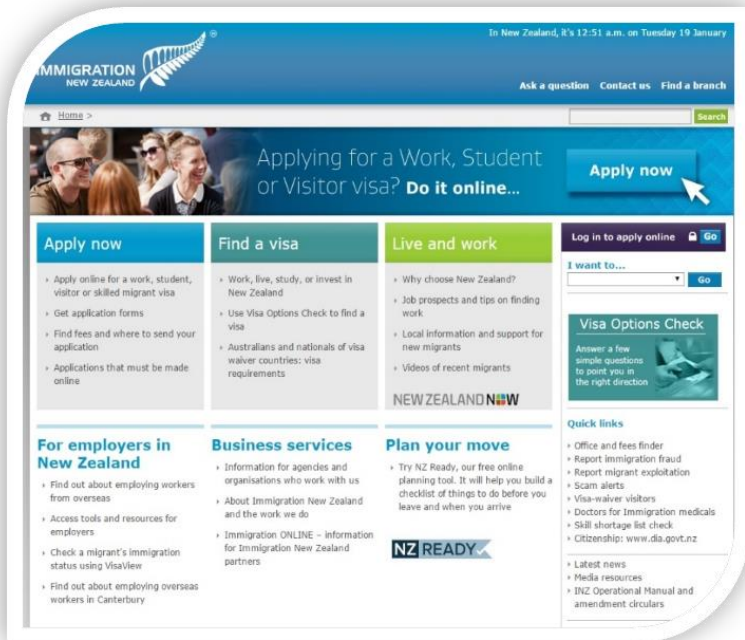 In New Zealand, it's 12:51 a.m. on Tuesday 19 January
®
IMMIGRATION
NEW ZEALAND
Ask a question Contact us Find a branch
Home >
Search
Applying for a Work, Student
or Visitor visa? Do it online...
Apply now
Apply now
Apply online for a work, student,
visitor or skilled migrant visa
Get application forms
Find fees and where to send your
application
Applications that must be made
online
Find a visa
Work, live, study, or invest in
New Zealand
Use Visa Options Check to find a
visa
Australians and nationals of visa
waiver countries: visa
requirements
Live and work
Why choose New Zealand?
Job prospects and tips on finding
work
Local information and support for
new migrants
Videos of recent migrants
NEW ZEALAND NOW
Log in to apply online Go
I want to...
Go
Visa Options Check
Answer a few
simple questions
to point you in
the right direction
For employers in
New Zealand
Find out about employing workers
from overseas
Access tools and resources for
employers
Check a migrant's immigration
status using VisaView
Find out about employing overseas
workers in Canterbury
Business services
Information for agencies and
organisations who work with us
About Immigration New Zealand
and the work we do
Immigration ONLINE – information
for Immigration New Zealand
partners
Plan your move
Try NZ Ready, our free online
planning tool. It will help you build a
checklist of things to do before you
leave and when you arrive
NZ READY
Quick links
Office and fees finder
Report immigration fraud
Report migrant exploitation
Scam alerts
Visa-waiver visitors
Doctors for Immigration medicals
Skill shortage list check
Citizenship: www.dia.govt.nz
Latest news
Media resources
INZ Operational Manual and
amendment circulars